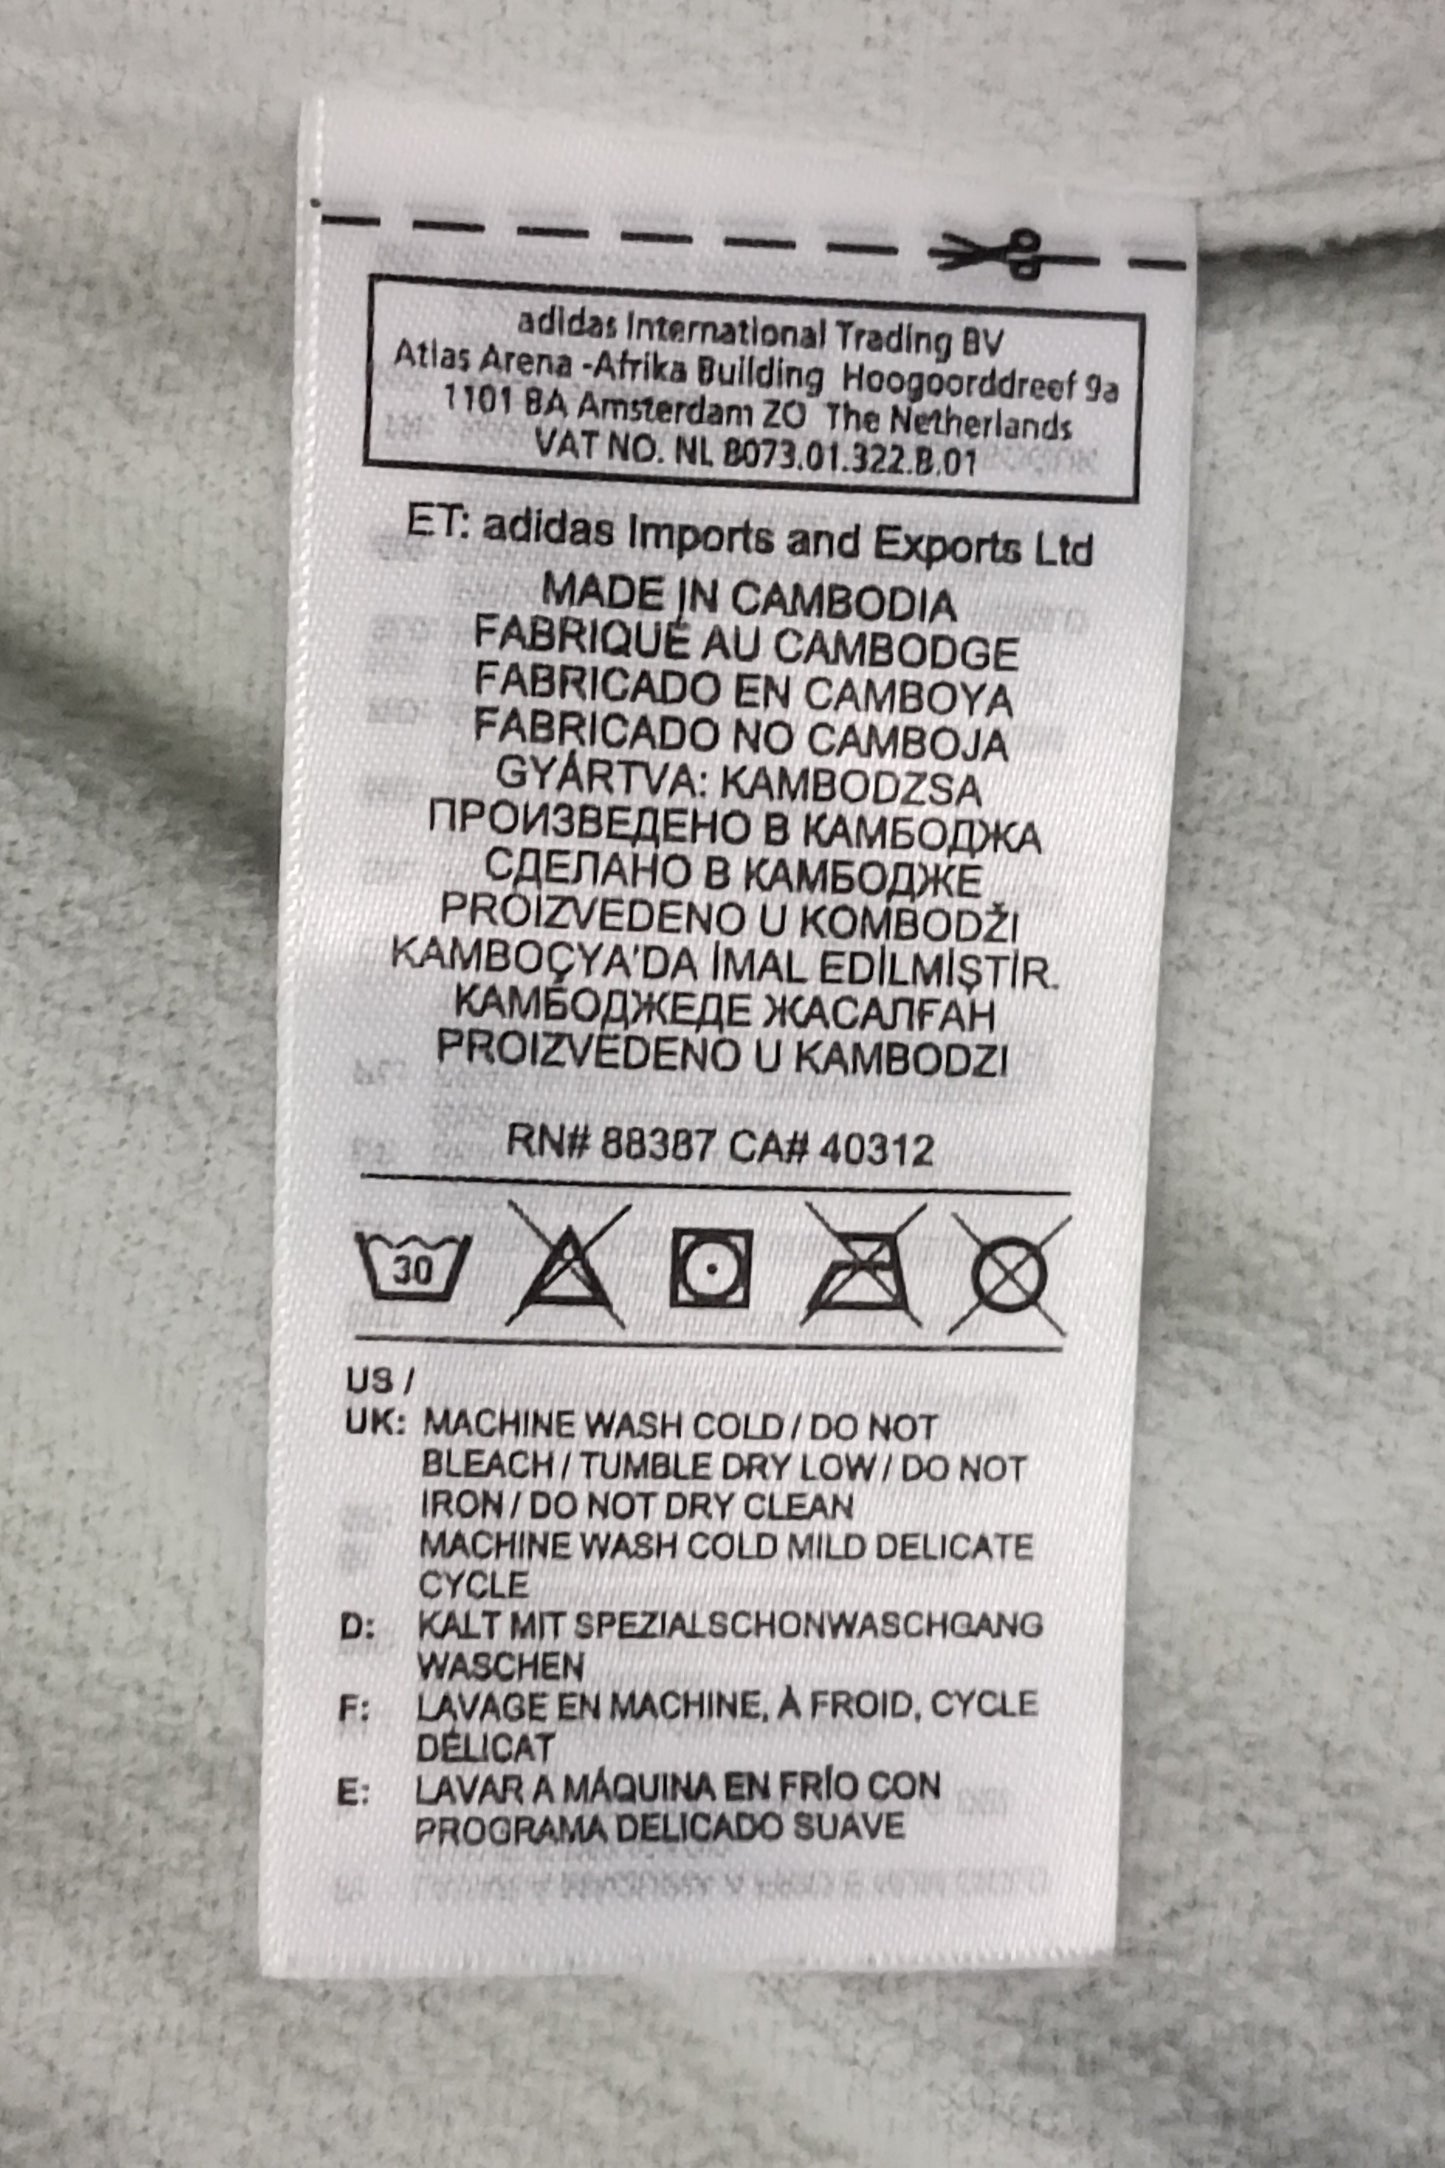 adidas International Trading BV
Atlas Arena -Afrika Building Hoogoorddreef 9a
1101 BA Amsterdam ZO The Netherlands
VAT NO. NL 8073.01.322.B.01
ET: adidas Imports and Exports Ltd
MADE IN CAMBODIA
FABRIQUÉ AU CAMBODGE
FABRICADO EN CAMBOYA
FABRICADO NO CAMBOJA
GYÁRTVA: KAMBODZSA
ПРОИЗВЕДЕНО В КАМБОДЖА
СДЕЛАНО В КАМБОДЖЕ
PROIZVEDENO U KOMBODŽI
KAMBOÇYA'DA İMAL EDİLMİŞTİR.
КАМБОДЖЕДЕ ЖАСАЛҒАН
PROIZVEDENO U KAMBODZI
RN# 88387 CA# 40312
30
US /
UK: MACHINE WASH COLD / DO NOT
BLEACH / TUMBLE DRY LOW / DO NOT
IRON / DO NOT DRY CLEAN
MACHINE WASH COLD MILD DELICATE
CYCLE
D: KALT MIT SPEZIALSCHONWASCHGANG
WASCHEN
F: LAVAGE EN MACHINE, À FROID, CYCLE
DÉLICAT
E: LAVAR A MÁQUINA EN FRÍO CON
PROGRAMA DELICADO SUAVE